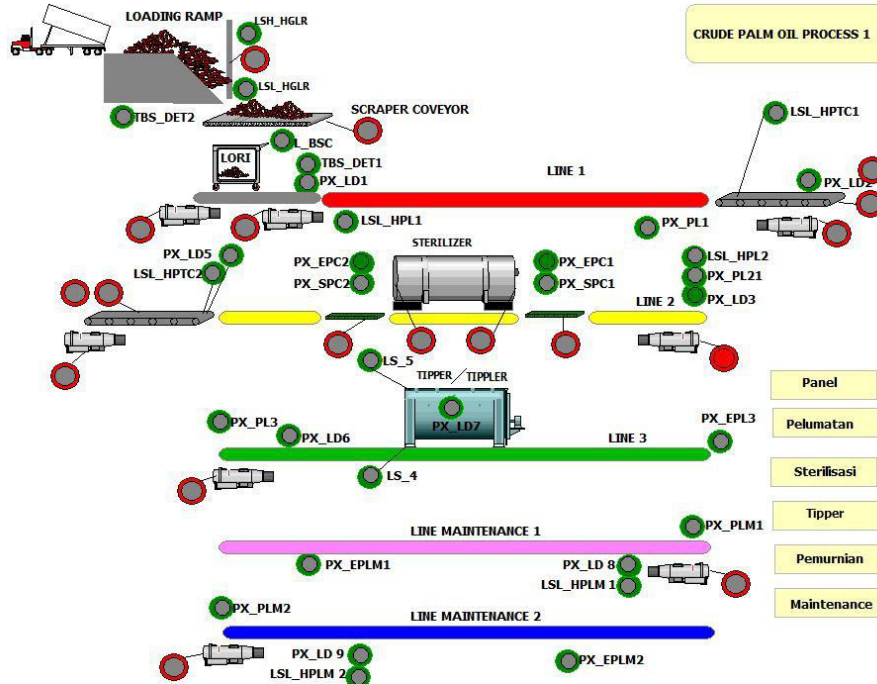 LOADING RAMP
LSH_HGLR
CRUDE PALM OIL PROCESS 1
LSL_HGLR
SCRAPER COVEYOR
TBS_DET2
LSL_HPTC1
L_BSC
LORI
TBS_DET1
PX_LD1
LINE 1
PX_LD2
LSL_HPL1
PX_PL1
PX_LD5
LSL_HPTC2
STERILIZER
PX_EPC2
PX_EPC1
LSL_HPL2
PX_SPC2
PX_SPC1
PX_PL21
PX_LD3
LINE 2
LS_5
TIPPER
TIPPLER
Panel
PX_LD7
PX_PL3
PX_LD6
LINE 3
PX_EPL3
Pelumatan
LS_4
Sterilisasi
Tipper
LINE MAINTENANCE 1
PX_PLM1
PX_EPLM1
PX_LD 8
LSL_HPLM 1
Pemurnian
Maintenance
PX_PLM2
LINE MAINTENANCE 2
PX_LD 9
LSL_HPLM 2
PX_EPLM2